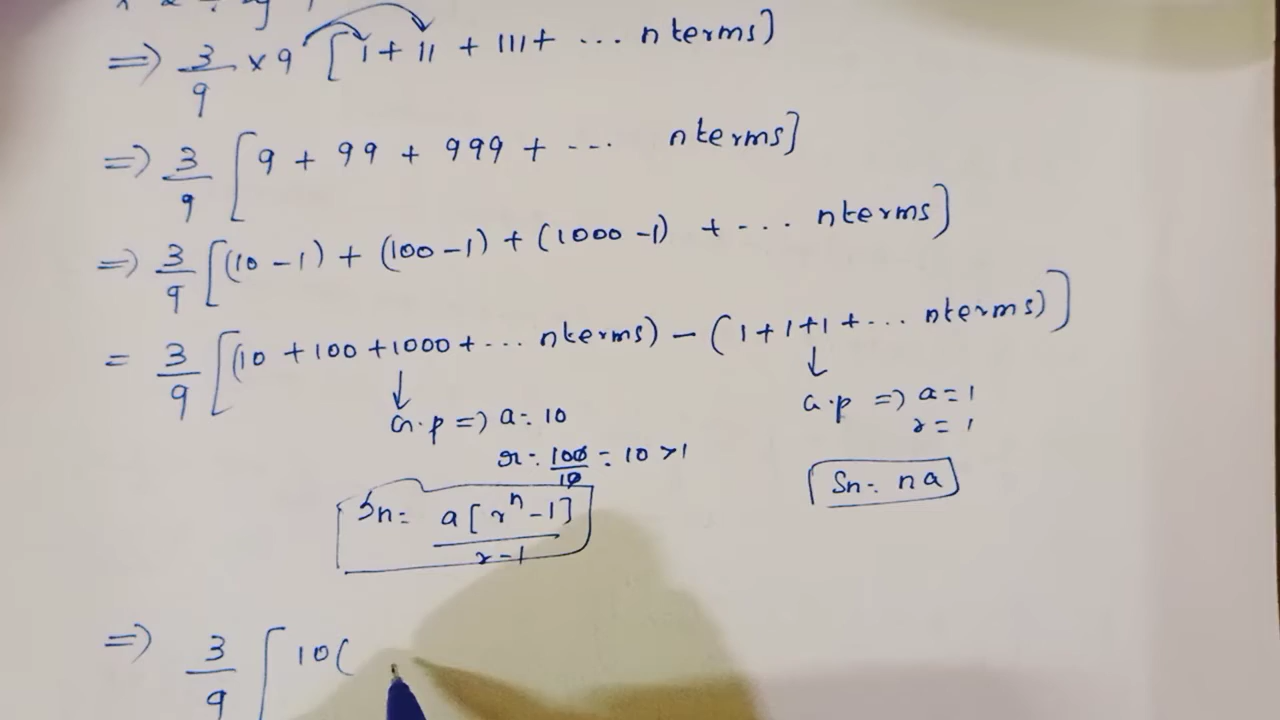 => 3/9 × 9 [1 + 11 + 111 + ... n terms]
=> 3/9 [9 + 99 + 999 + --- n terms]
=> 3/9 [(10 - 1) + (100 - 1) + (1000 - 1) + - ... n terms]
= 3/9 [(10 + 100 + 1000 + ... n terms) - (1 + 1 + 1 + ... n terms)]
↓ ↓
G.p => a = 10 G.p => a = 1
r = 100/10 = 10 > 1 r = 1
Sn = a[r^n - 1]/r - 1 Sn = na
=> 3/9 [10(